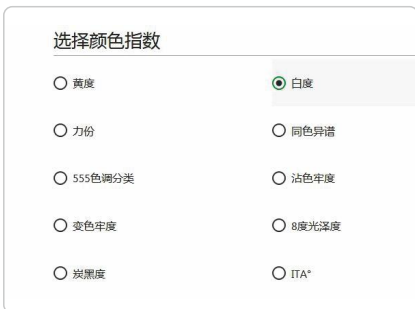 选择颜色指数
黄度 白度
力份 同色异谱
555色调分类 沾色牢度
变色牢度 8度光泽度
炭黑度 ITA°